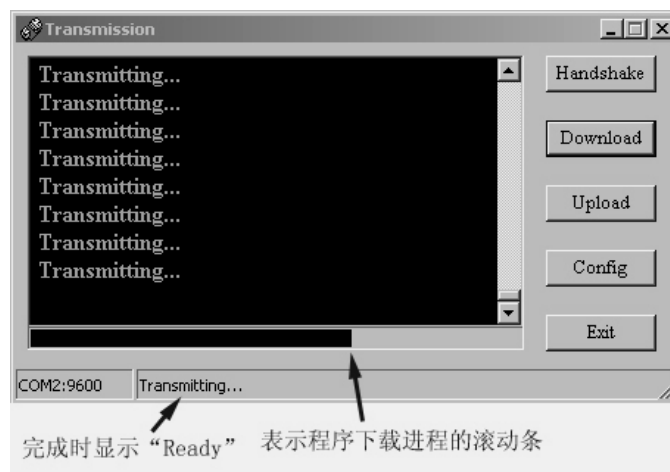 Transmission
Transmitting...
Transmitting...
Transmitting...
Transmitting...
Transmitting...
Transmitting...
Transmitting...
Transmitting...
Handshake
Download
Upload
Config
Exit
COM2:9600
Transmitting...
完成时显示“Ready”
表示程序下载进程的滚动条